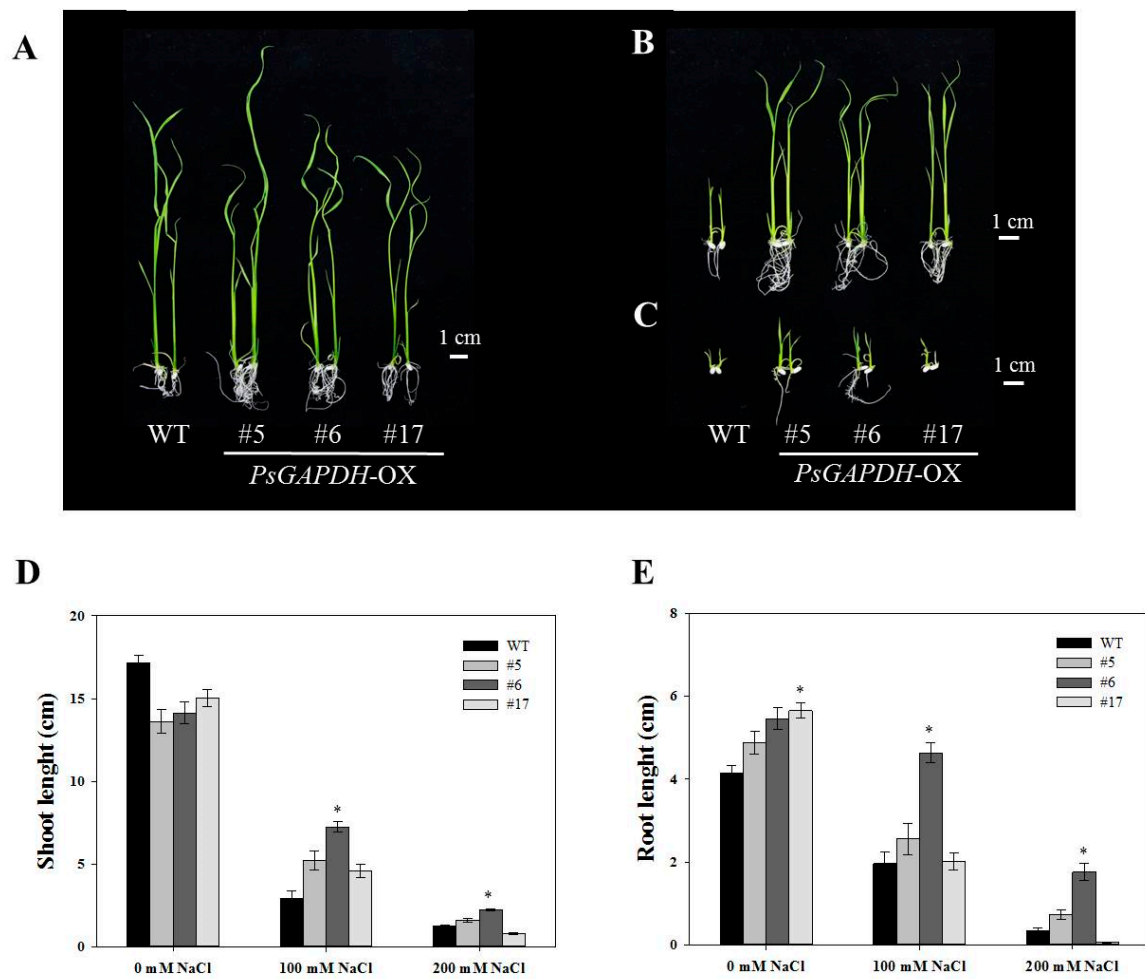 A
B
1 cm
C
1 cm
1 cm
WT #5 #6 #17
PsGAPDH-OX
WT #5 #6 #17
PsGAPDH-OX
D
20
15
10
5
0
Shoot lenght (cm)
WT
#5
#6
#17
*
*
0 mM NaCl 100 mM NaCl 200 mM NaCl
E
8
6
4
2
0
Root lenght (cm)
WT
#5
#6
#17
*
*
*
0 mM NaCl 100 mM NaCl 200 mM NaCl